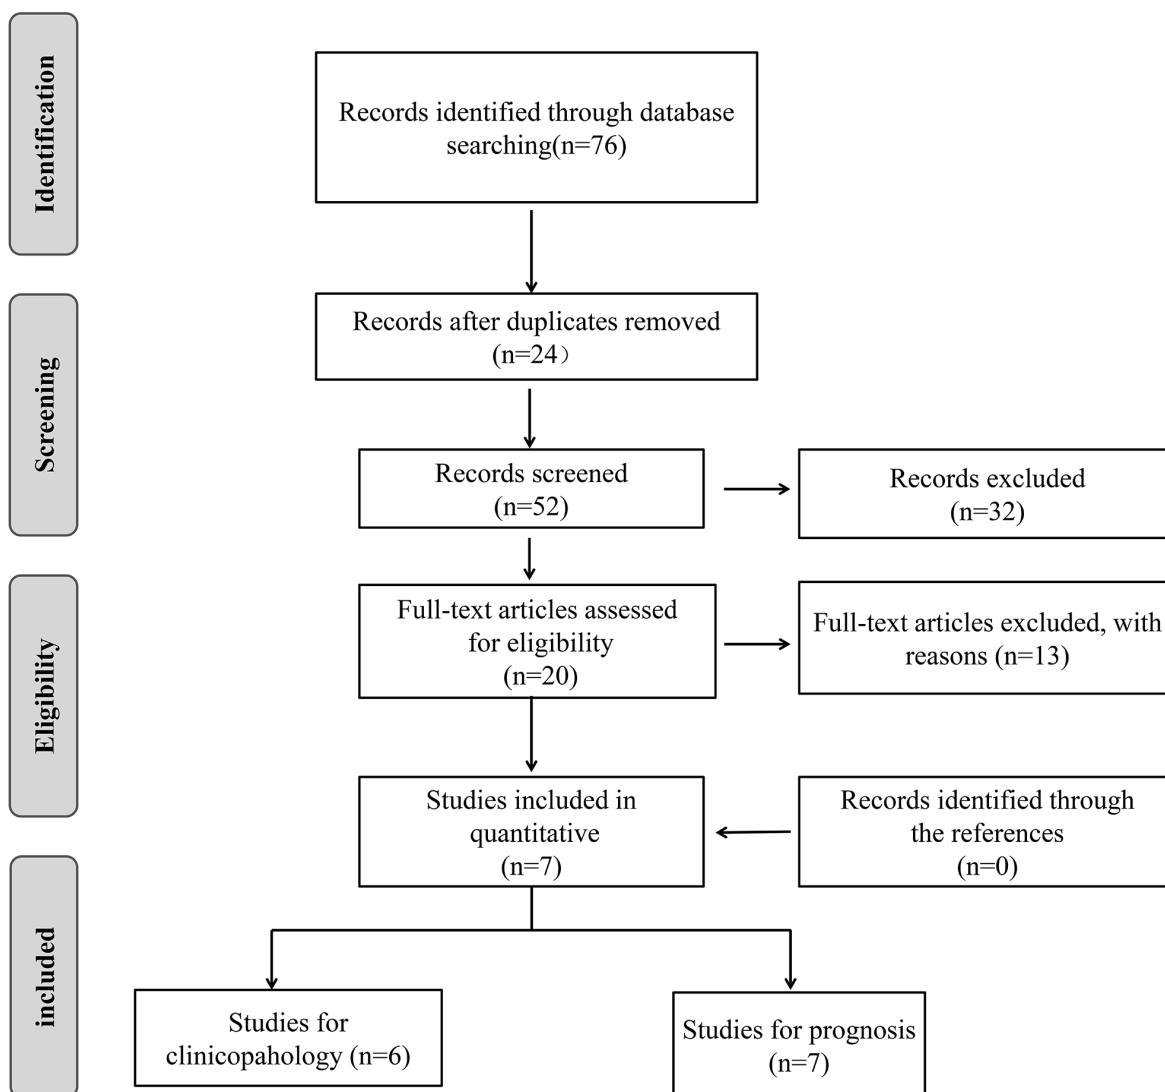 Identification
Records identified through database
searching(n=76)
Records after duplicates removed
(n=24）
Screening
Records screened
(n=52)
Records excluded
(n=32)
Eligibility
Full-text articles assessed
for eligibility
(n=20)
Full-text articles excluded, with
reasons (n=13)
Studies included in
quantitative
(n=7)
Records identified through
the references
(n=0)
included
Studies for
clinicopahology (n=6)
Studies for prognosis
(n=7)